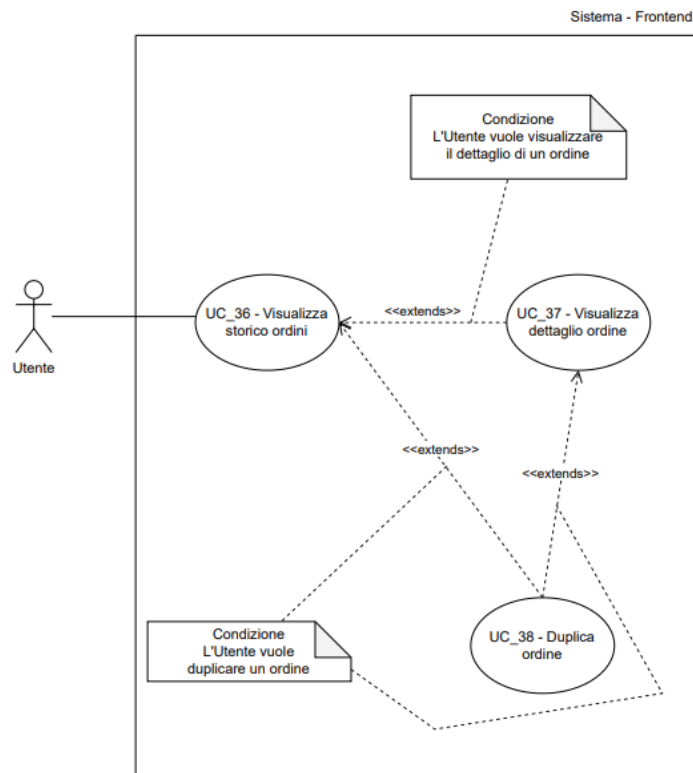 Sistema - Frontend
Condizione
L'Utente vuole visualizzare
il dettaglio di un ordine
UC_36 - Visualizza
storico ordini
<<extends>>
UC_37 - Visualizza
dettaglio ordine
Utente
<<extends>>
<<extends>>
Condizione
L'Utente vuole
duplicare un ordine
UC_38 - Duplica
ordine